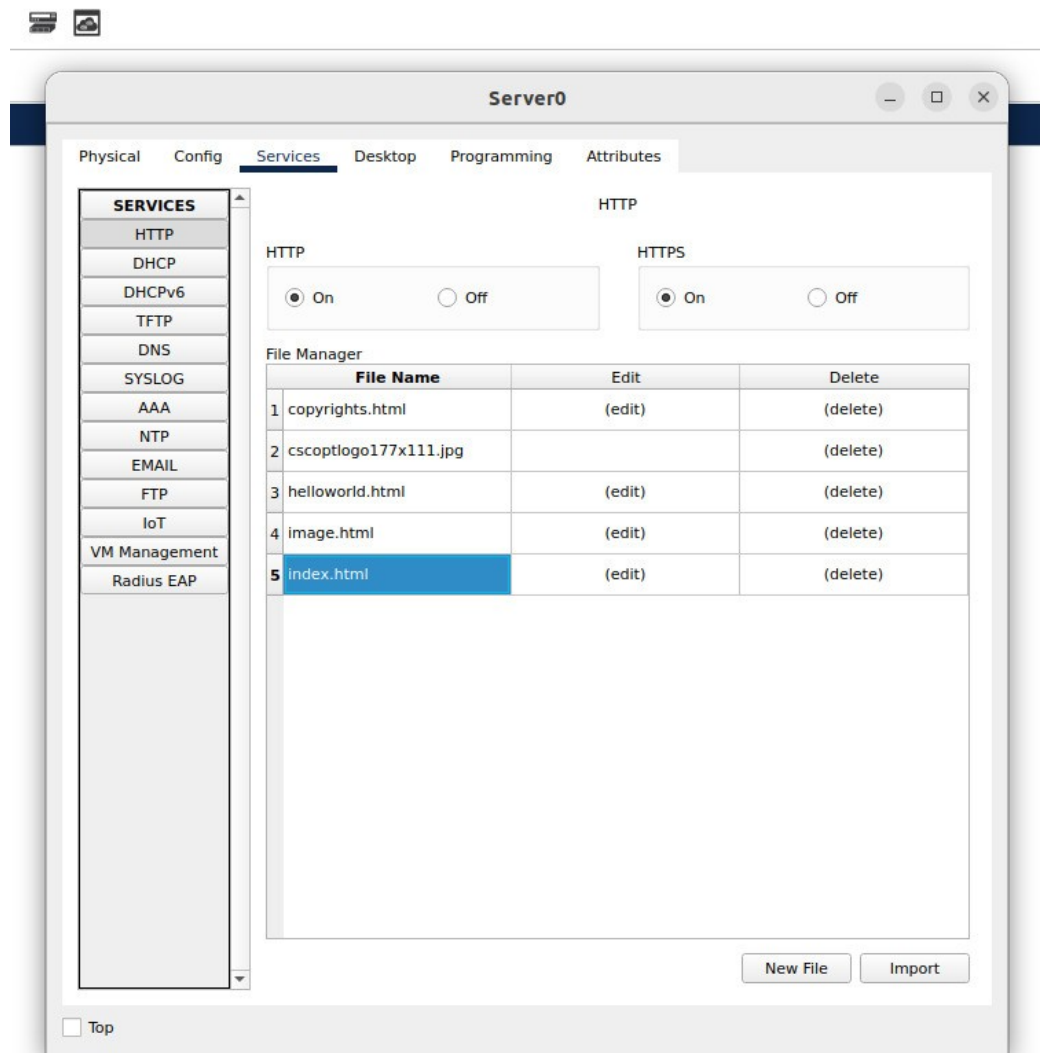 Server0
Physical Config Services Desktop Programming Attributes
SERVICES
HTTP
DHCP
DHCPv6
TFTP
DNS
SYSLOG
AAA
NTP
EMAIL
FTP
IoT
VM Management
Radius EAP
HTTP
HTTP HTTPS
On Off On Off
File Manager
File Name Edit Delete
1 copyrights.html (edit) (delete)
2 cscoptlogo177x111.jpg (delete)
3 helloworld.html (edit) (delete)
4 image.html (edit) (delete)
5 index.html (edit) (delete)
New File Import
Top